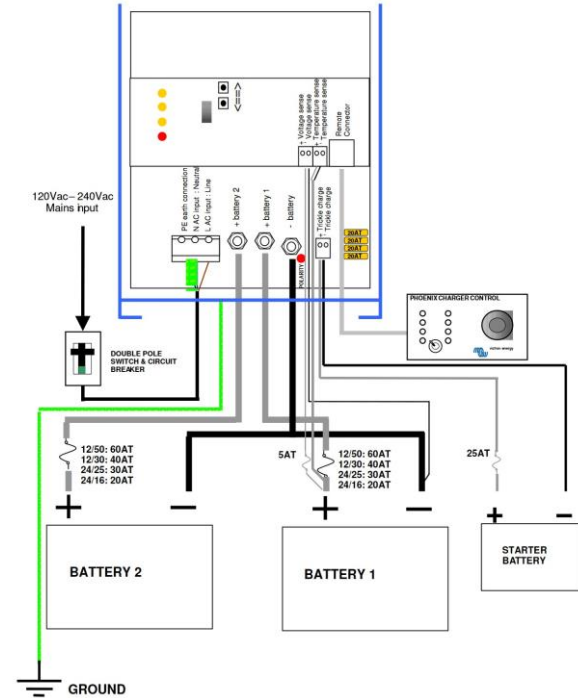 <==>
+ Voltage sense
- Voltage sense
+ Temperature sense
- Temperature sense
Remote
Connector
PE earth connection
N AC input : Neutral
L AC input : Line
+ battery 2
+ battery 1
- battery
+ Trickle charge
- Trickle charge
20AT
20AT
20AT
20AT
POLARITY
120Vac– 240Vac
Mains input
PHOENIX CHARGER CONTROL
DOUBLE POLE
SWITCH & CIRCUIT
BREAKER
12/50: 60AT
12/30: 40AT
24/25: 30AT
24/16: 20AT
5AT
12/50: 60AT
12/30: 40AT
24/25: 30AT
24/16: 20AT
25AT
+
−
+
−
+
−
BATTERY 2
BATTERY 1
STARTER
BATTERY
GROUND